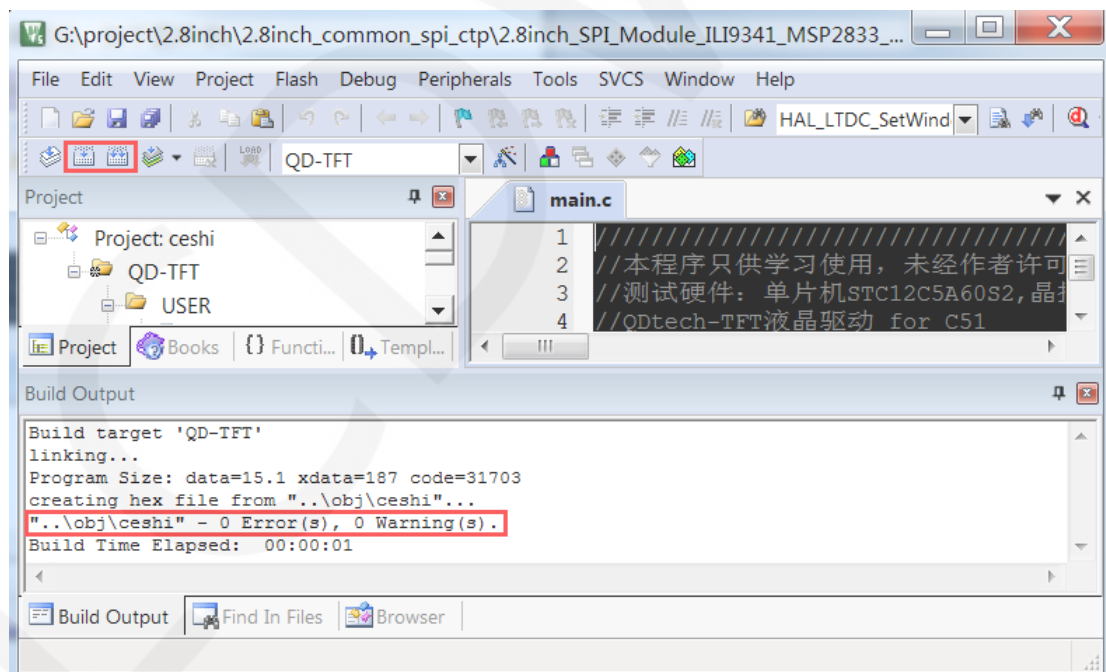 G:\project\2.8inch\2.8inch_common_spi_ctp\2.8inch_SPI_Module_ILI9341_MSP2833_...
File Edit View Project Flash Debug Peripherals Tools SVCS Window Help
HAL_LTDC_SetWind
LOAD QD-TFT
Project
main.c
Project: ceshi
QD-TFT
USER
1 /////////////////////////////////
2 //本程序只供学习使用，未经作者许可
3 //测试硬件：单片机STC12C5A60S2,晶
4 //QDtech-TFT液晶驱动 for C51
Project Books {} Functi... Templ...
Build Output
Build target 'QD-TFT'
linking...
Program Size: data=15.1 xdata=187 code=31703
creating hex file from "..\obj\ceshi"...
"..\obj\ceshi" - 0 Error(s), 0 Warning(s).
Build Time Elapsed: 00:00:01
Build Output Find In Files Browser